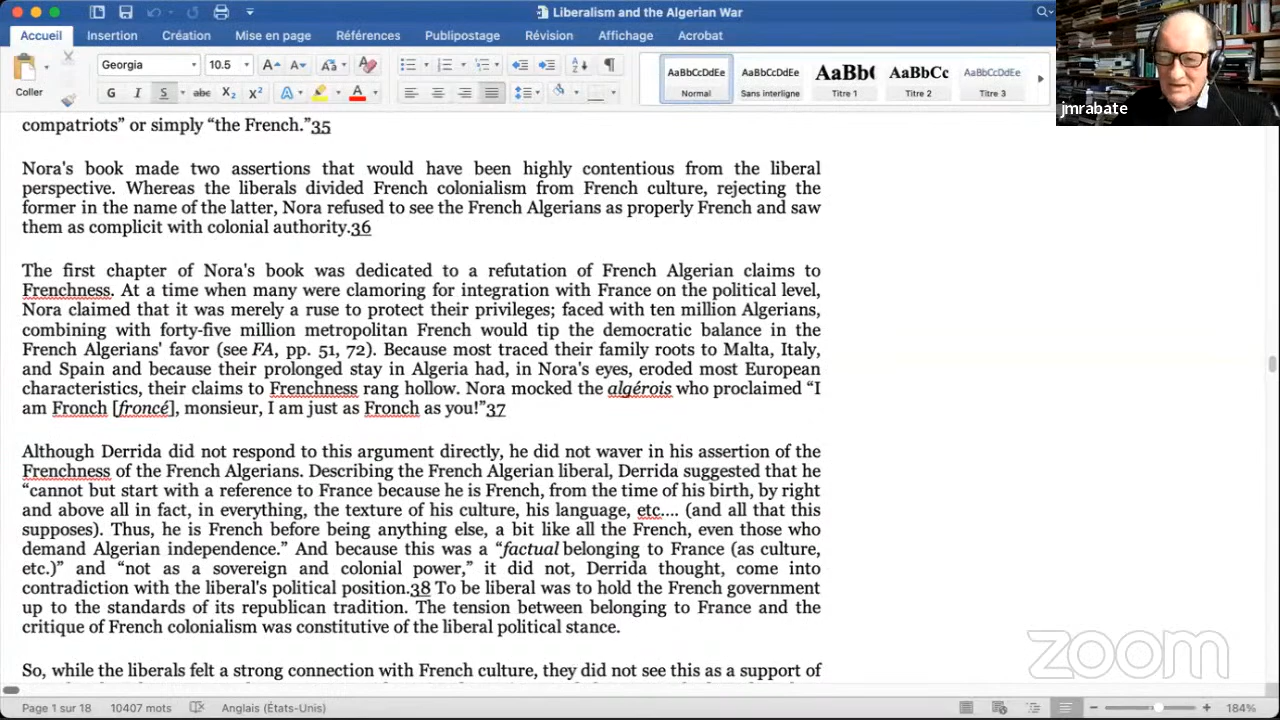 Liberalism and the Algerian War
Accueil Insertion Création Mise en page Références Publipostage Révision Affichage Acrobat
Coller
Georgia 10.5
G I S abc X₂ X² A A
AaBbCcDdEe AaBbCcDdEe AaBbC AaBbCc AaBbCcDdEe
Normal Sans interligne Titre 1 Titre 2 Titre 3
jmrabate
compatriots” or simply “the French.”35
Nora's book made two assertions that would have been highly contentious from the liberal
perspective. Whereas the liberals divided French colonialism from French culture, rejecting the
former in the name of the latter, Nora refused to see the French Algerians as properly French and saw
them as complicit with colonial authority.36
The first chapter of Nora's book was dedicated to a refutation of French Algerian claims to
Frenchness. At a time when many were clamoring for integration with France on the political level,
Nora claimed that it was merely a ruse to protect their privileges; faced with ten million Algerians,
combining with forty-five million metropolitan French would tip the democratic balance in the
French Algerians' favor (see FA, pp. 51, 72). Because most traced their family roots to Malta, Italy,
and Spain and because their prolonged stay in Algeria had, in Nora's eyes, eroded most European
characteristics, their claims to Frenchness rang hollow. Nora mocked the algérois who proclaimed “I
am Fronch [froncé], monsieur, I am just as Fronch as you!”37
Although Derrida did not respond to this argument directly, he did not waver in his assertion of the
Frenchness of the French Algerians. Describing the French Algerian liberal, Derrida suggested that he
“cannot but start with a reference to France because he is French, from the time of his birth, by right
and above all in fact, in everything, the texture of his culture, his language, etc.... (and all that this
supposes). Thus, he is French before being anything else, a bit like all the French, even those who
demand Algerian independence.” And because this was a “factual belonging to France (as culture,
etc.)” and “not as a sovereign and colonial power,” it did not, Derrida thought, come into
contradiction with the liberal's political position.38 To be liberal was to hold the French government
up to the standards of its republican tradition. The tension between belonging to France and the
critique of French colonialism was constitutive of the liberal political stance.
So, while the liberals felt a strong connection with French culture, they did not see this as a support of
zoom
Page 1 sur 18 10407 mots Anglais (États-Unis) 184%